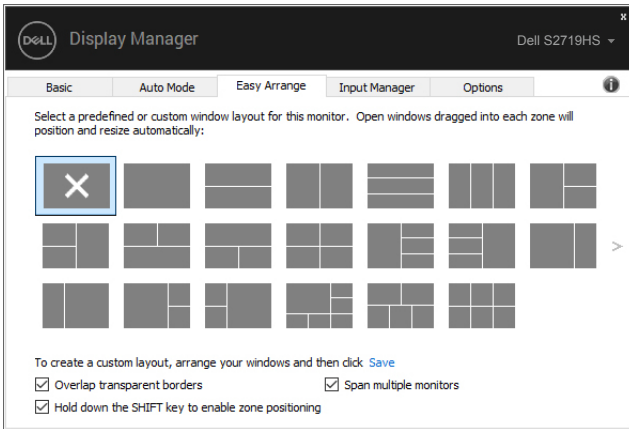 x
DELL Display Manager Dell S2719HS
Basic Auto Mode Easy Arrange Input Manager Options
Select a predefined or custom window layout for this monitor. Open windows dragged into each zone will
position and resize automatically:
>
To create a custom layout, arrange your windows and then click Save
Overlap transparent borders Span multiple monitors
Hold down the SHIFT key to enable zone positioning